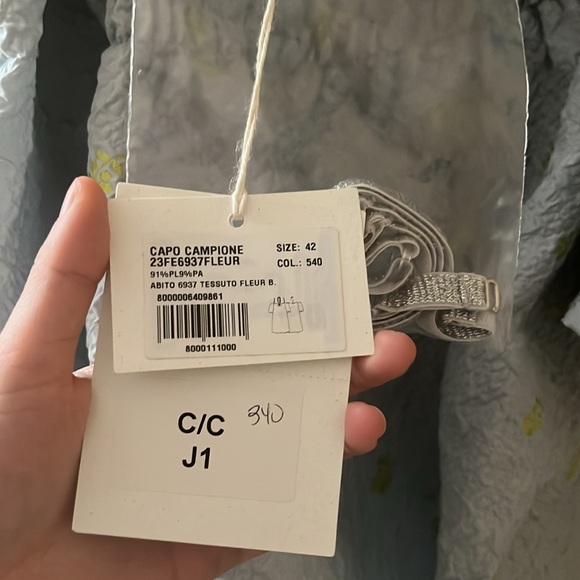 CAPO CAMPIONE SIZE: 42
23FE6937FLEUR COL.: 540
91%PL9%PA
ABITO 6937 TESSUTO FLEUR B.
8000006409861
8000111000
C/C 340
J1